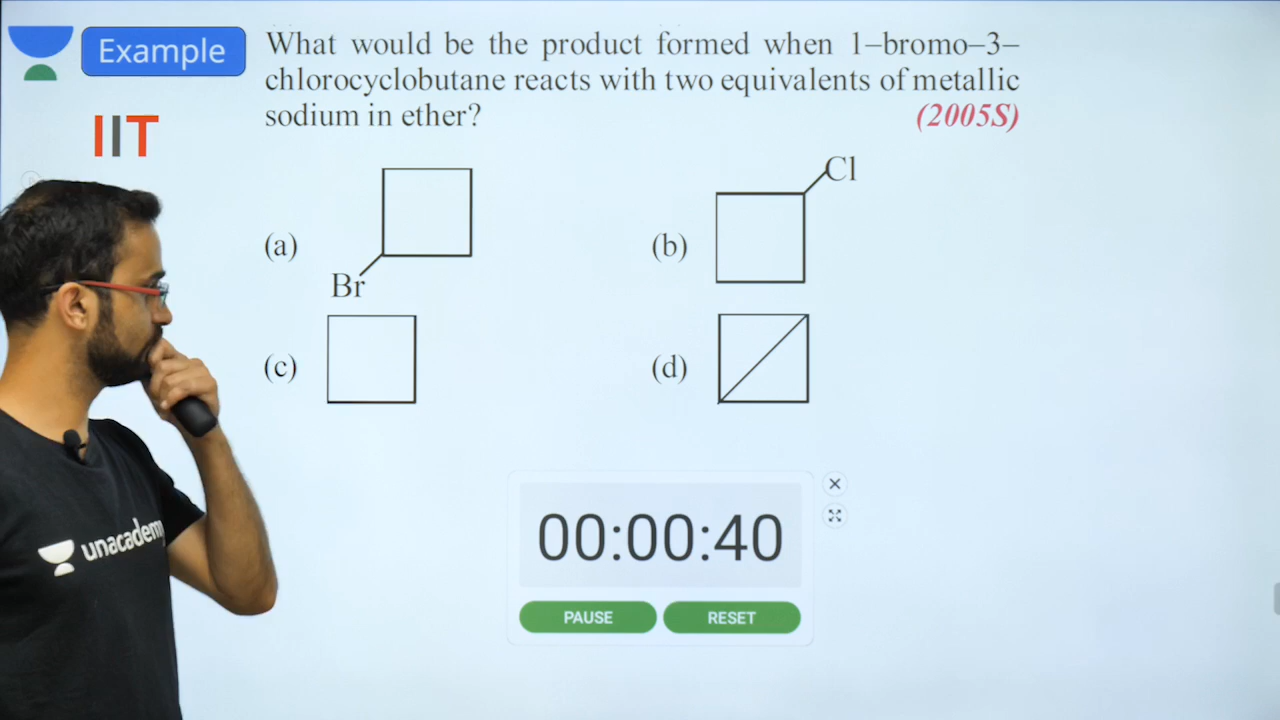 Example
What would be the product formed when 1–bromo–3–
chlorocyclobutane reacts with two equivalents of metallic
sodium in ether?
(2005S)
IIT
(a)
Br
(b)
Cl
(c)
(d)
00:00:40
PAUSE
RESET
unacademy